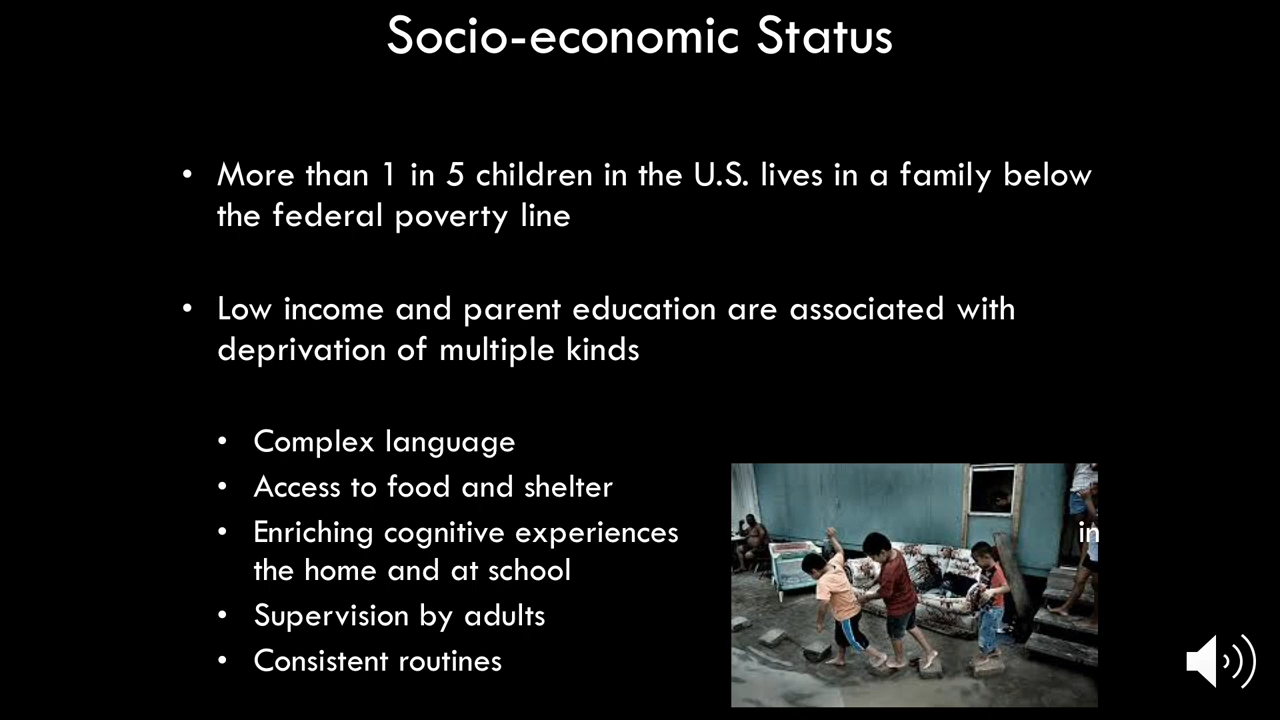 Socio-economic Status
• More than 1 in 5 children in the U.S. lives in a family below
the federal poverty line
• Low income and parent education are associated with
deprivation of multiple kinds
• Complex language
• Access to food and shelter
• Enriching cognitive experiences in
the home and at school
• Supervision by adults
• Consistent routines